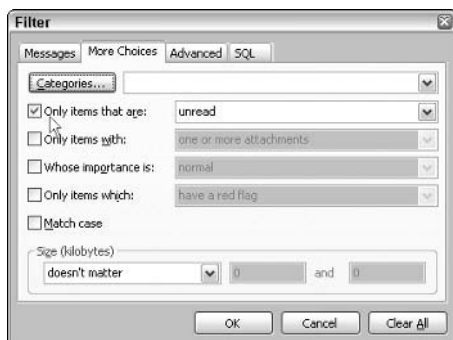 Filter
Messages More Choices Advanced SQL
Categories...
Only items that are: unread
Only items with: one or more attachments
Whose importance is: normal
Only items which: have a red flag
Match case
Size (kilobytes)
doesn't matter 0 and 0
OK Cancel Clear All